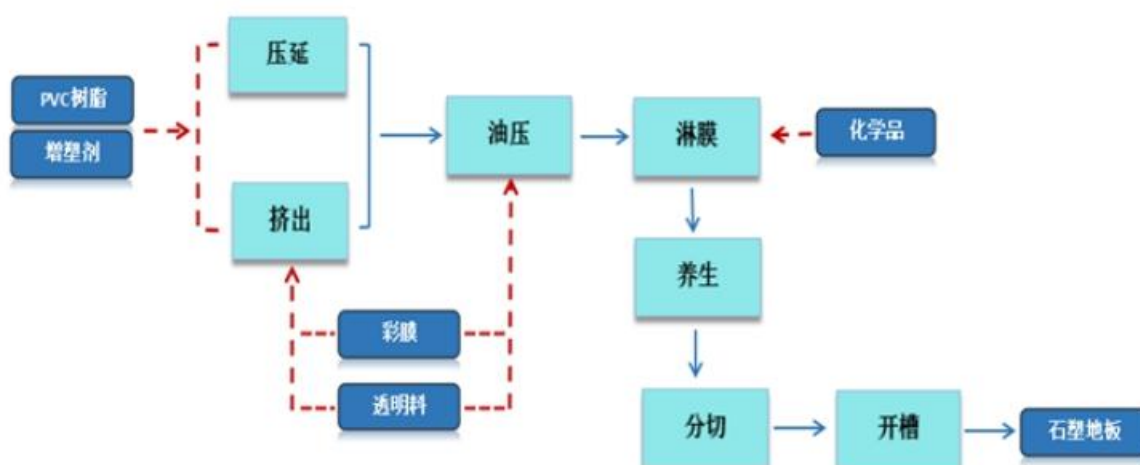 压延
PVC树脂
增塑剂
油压
淋膜
化学品
挤出
养生
彩膜
透明料
分切
开槽
石塑地板